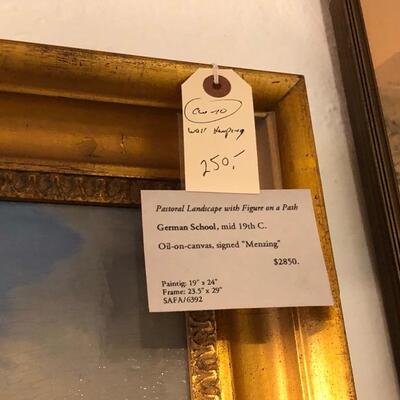 wall hanging
250,-
Pastoral Landscape with Figure on a Path
German School, mid 19th C.
Oil-on-canvas, signed "Menzing"
$2850.
Paintig: 19" x 24"
Frame: 23.5" x 29"
SAFA/6392